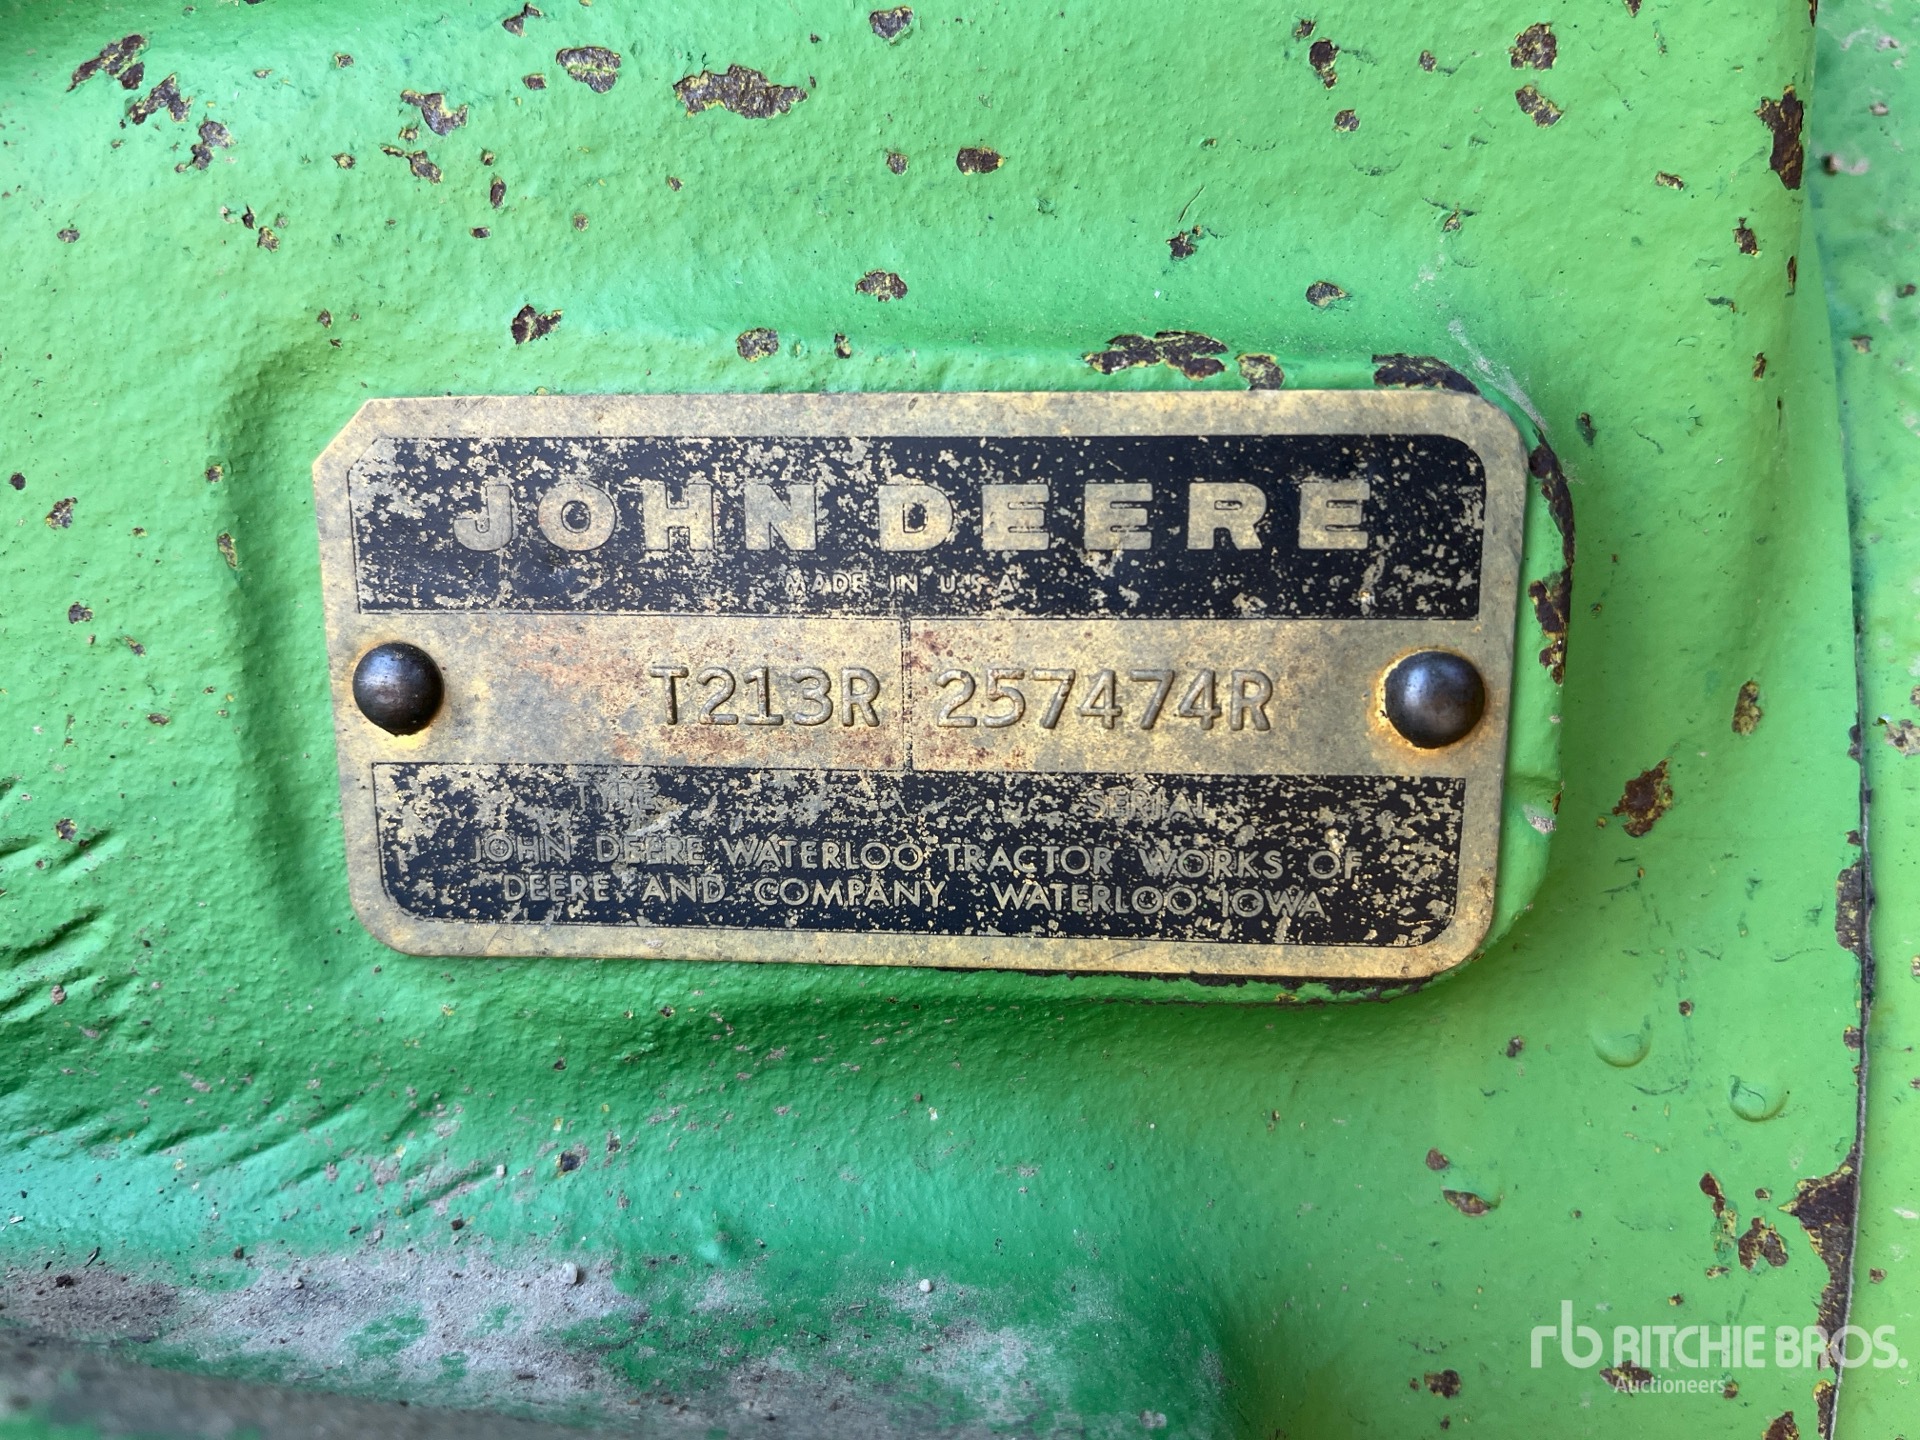 JOHN DEERE
MADE IN U.S.A
T213R 257474R
TYPE SERIAL
JOHN DEERE WATERLOO TRACTOR WORKS OF
DEERE AND COMPANY WATERLOO IOWA
rb RITCHIE BROS.
Auctioneers